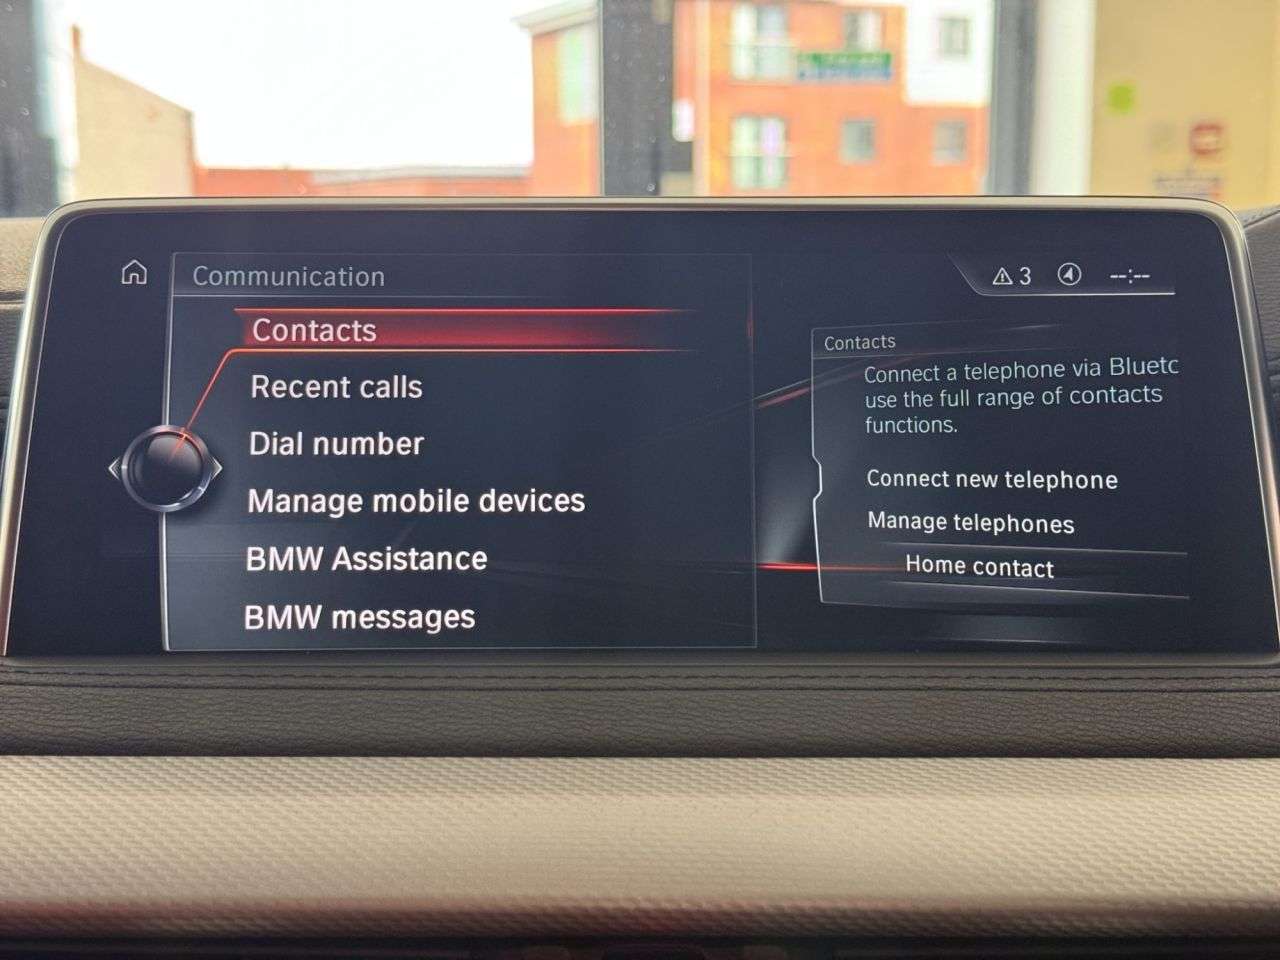 Communication
3
--:--
Contacts
Recent calls
Dial number
Manage mobile devices
BMW Assistance
BMW messages
Contacts
Connect a telephone via Bluetc
use the full range of contacts
functions.
Connect new telephone
Manage telephones
Home contact